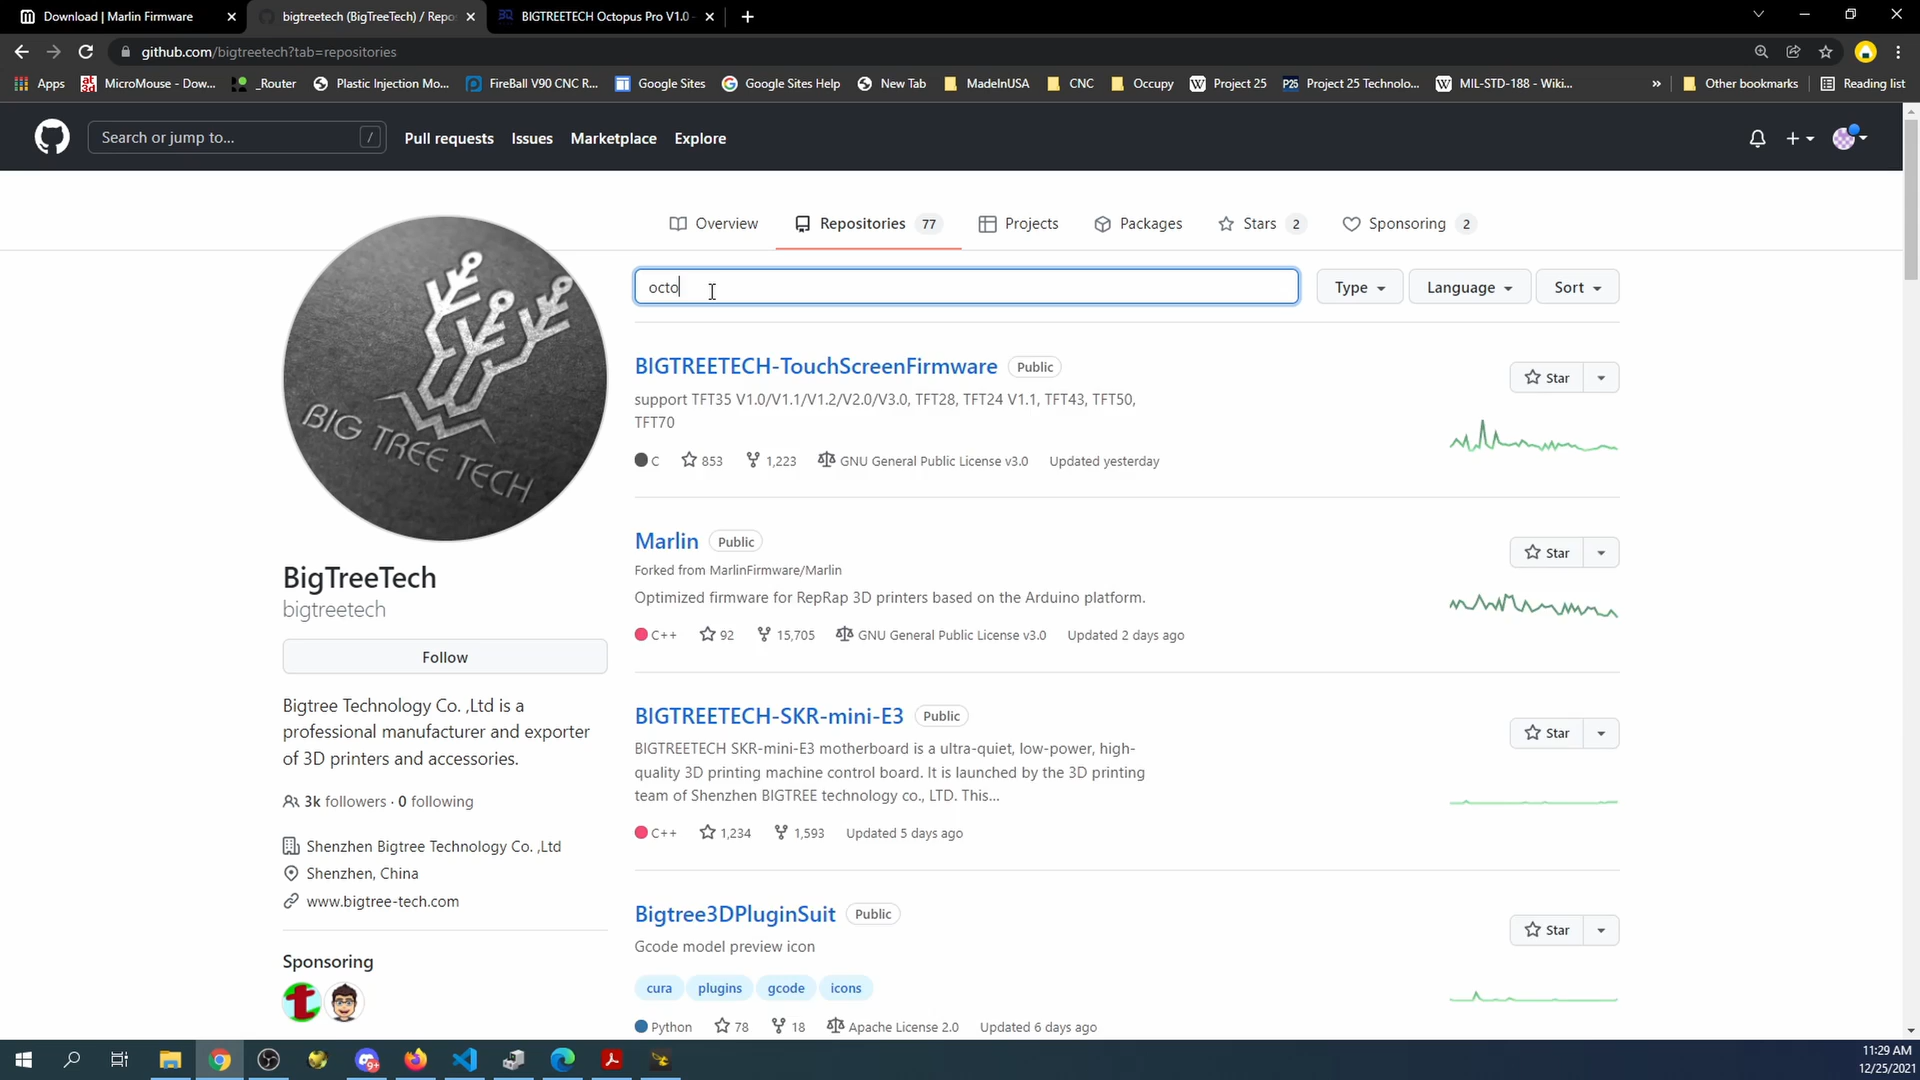 Download | Marlin Firmware
bigtreetech (BigTreeTech) / Repo
BIGTREETECH Octopus Pro V1.0 -
github.com/bigtreetech?tab=repositories
Apps
MicroMouse - Dow...
_Router
Plastic Injection Mo...
FireBall V90 CNC R...
Google Sites
Google Sites Help
New Tab
MadeInUSA
CNC
Occupy
Project 25
Project 25 Technolo...
MIL-STD-188 - Wiki...
»
Other bookmarks
Reading list
Search or jump to...
/
Pull requests
Issues
Marketplace
Explore
Overview
Repositories 77
Projects
Packages
Stars 2
Sponsoring 2
octo
Type
Language
Sort
BIG TREE TECH
BigTreeTech
bigtreetech
Follow
Bigtree Technology Co. ,Ltd is a
professional manufacturer and exporter
of 3D printers and accessories.
3k followers · 0 following
Shenzhen Bigtree Technology Co. ,Ltd
Shenzhen, China
www.bigtree-tech.com
Sponsoring
t
BIGTREETECH-TouchScreenFirmware Public
Star
support TFT35 V1.0/V1.1/V1.2/V2.0/V3.0, TFT28, TFT24 V1.1, TFT43, TFT50,
TFT70
C 853 1,223 GNU General Public License v3.0 Updated yesterday
Marlin Public
Star
Forked from MarlinFirmware/Marlin
Optimized firmware for RepRap 3D printers based on the Arduino platform.
C++ 92 15,705 GNU General Public License v3.0 Updated 2 days ago
BIGTREETECH-SKR-mini-E3 Public
Star
BIGTREETECH SKR-mini-E3 motherboard is a ultra-quiet, low-power, high-
quality 3D printing machine control board. It is launched by the 3D printing
team of Shenzhen BIGTREE technology co., LTD. This...
C++ 1,234 1,593 Updated 5 days ago
Bigtree3DPluginSuit Public
Star
Gcode model preview icon
cura plugins gcode icons
Python 78 18 Apache License 2.0 Updated 6 days ago
9+
11:29 AM
12/25/2021